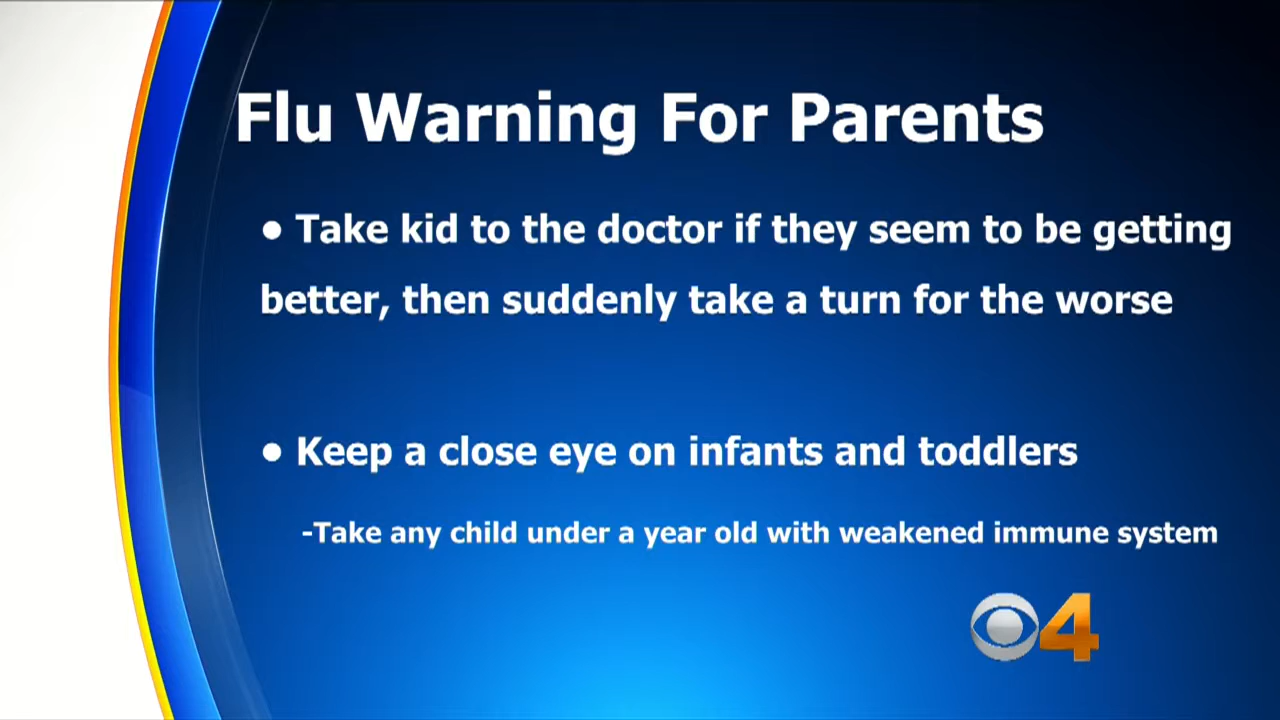 Flu Warning For Parents
● Take kid to the doctor if they seem to be getting
better, then suddenly take a turn for the worse
● Keep a close eye on infants and toddlers
-Take any child under a year old with weakened immune system
4